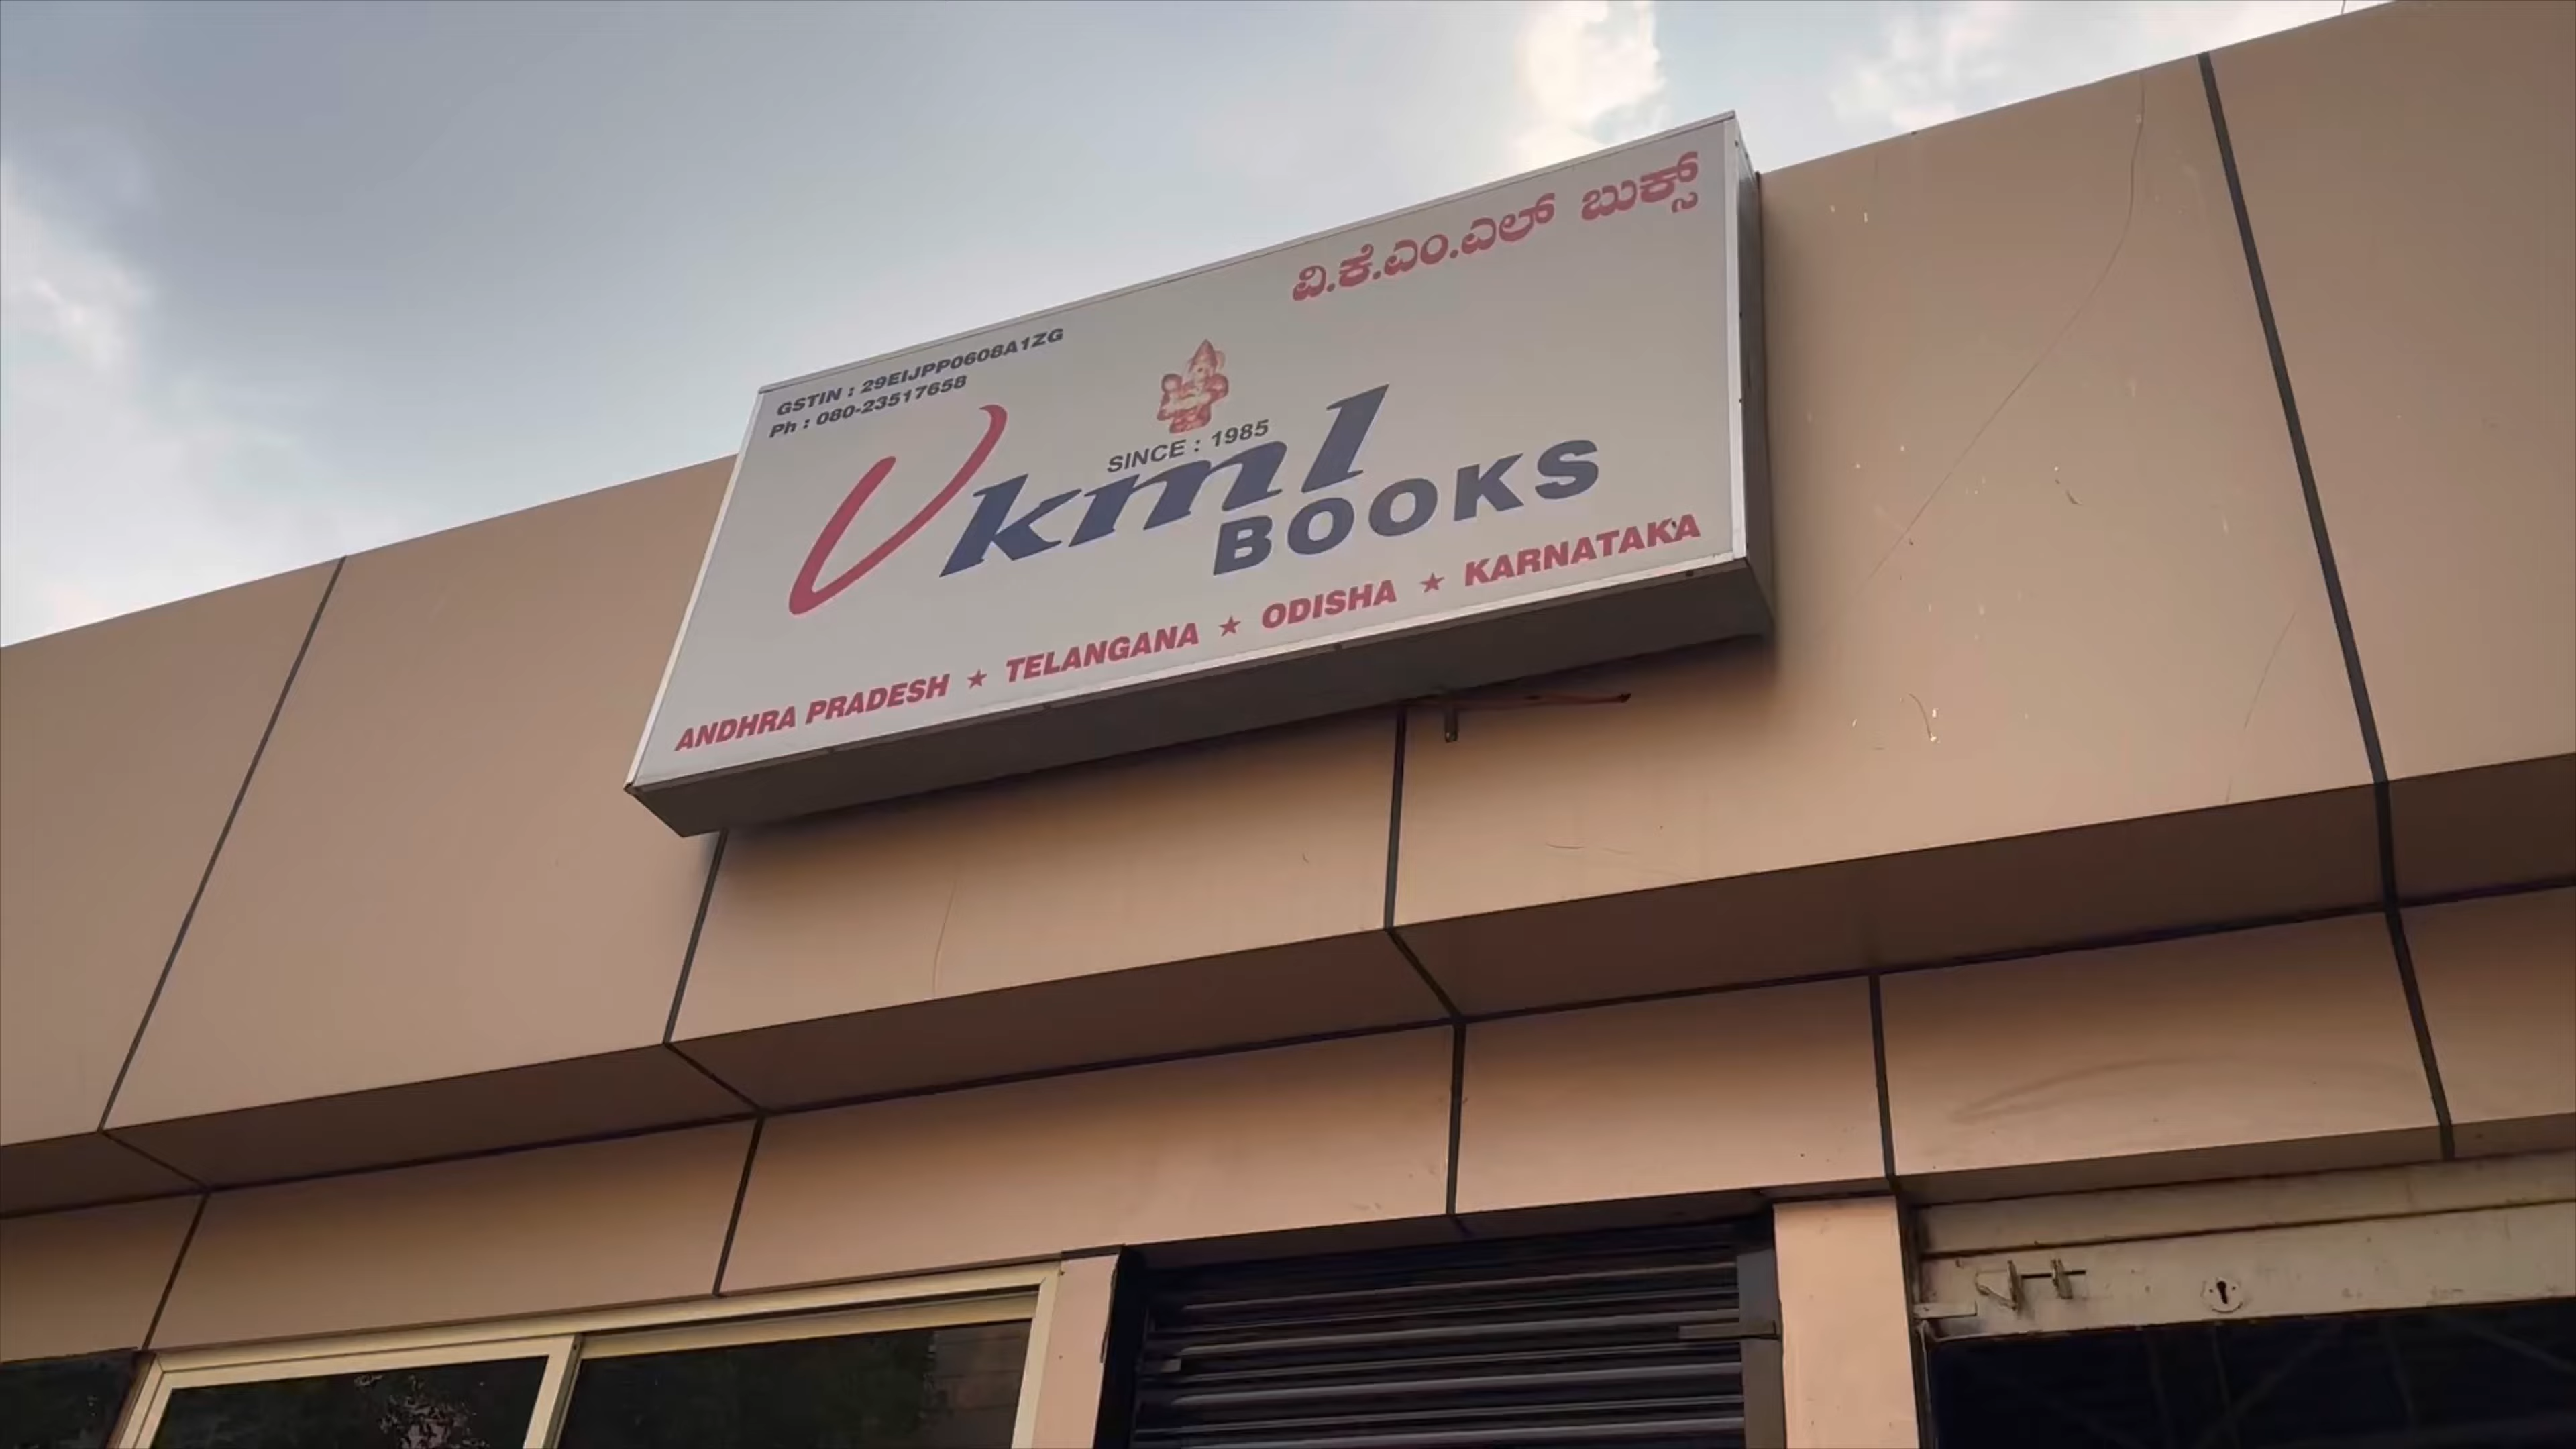 ವಿ.ಕೆ.ಎಂ.ಎಲ್ ಬುಕ್ಸ್
GSTIN : 29EIJPP0608A1ZG
Ph : 080-23517658
SINCE : 1985
Vkml
BOOKS
ANDHRA PRADESH ★ TELANGANA ★ ODISHA ★ KARNATAKA